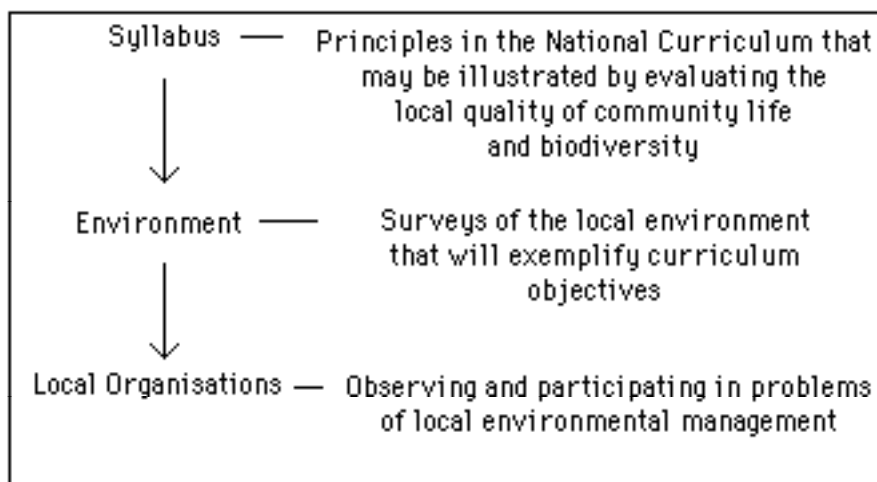 Syllabus — Principles in the National Curriculum that
may be illustrated by evaluating the
local quality of community life
and biodiversity
Environment — Surveys of the local environment
that will exemplify curriculum
objectives
Local Organisations — Observing and participating in problems
of local environmental management